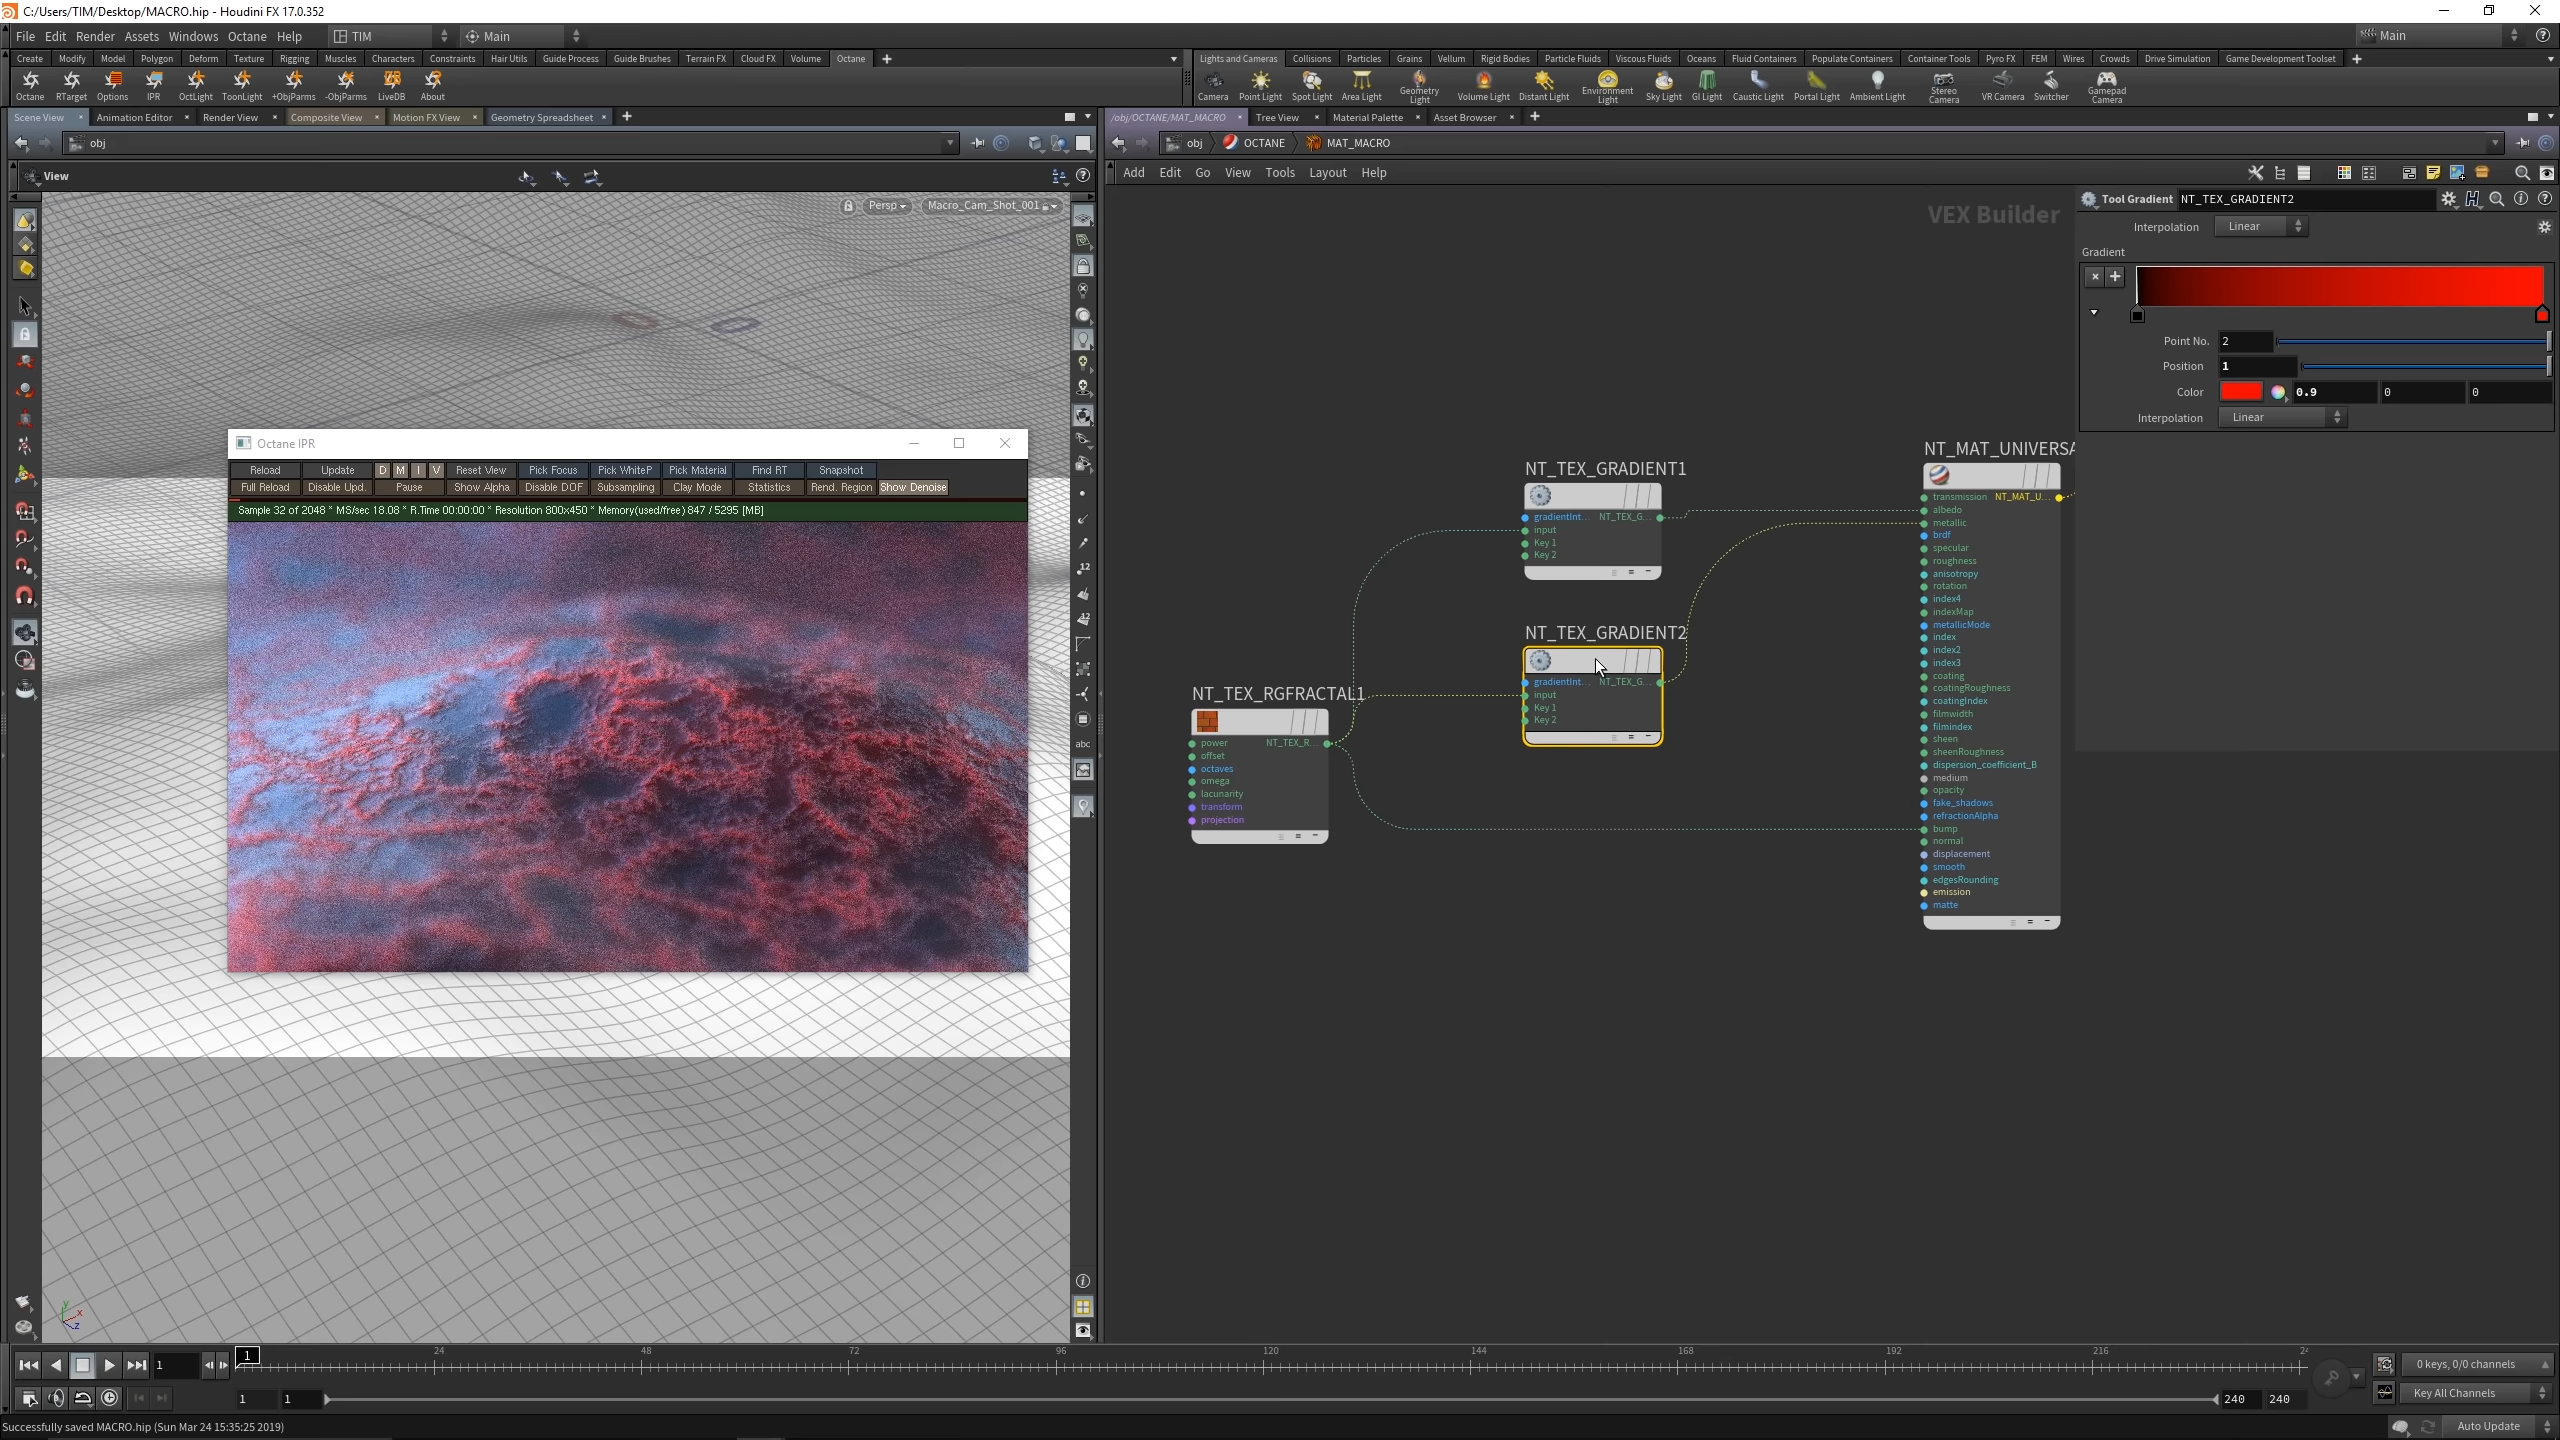 C:/Users/TIM/Desktop/MACRO.hip - Houdini FX 17.0.352
File Edit Render Assets Windows Octane Help TIM Main Main
Create Modify Model Polygon Deform Texture Rigging Muscles Characters Constraints Hair Utils Guide Process Guide Brushes Terrain FX Cloud FX Volume Octane
Lights and Cameras Collisions Particles Grains Vellum Rigid Bodies Particle Fluids Viscous Fluids Oceans Fluid Containers Populate Containers Container Tools Pyro FX FEM Wires Crowds Drive Simulation Game Development Toolset
Octane RTarget Options IPR OctLight ToonLight +ObjParms -ObjParms LiveDB About
Camera Point Light Spot Light Area Light Geometry Light Volume Light Distant Light Environment Light Sky Light GI Light Caustic Light Portal Light Ambient Light Stereo Camera VR Camera Switcher Gamepad Camera
Scene View Animation Editor Render View Composite View Motion FX View Geometry Spreadsheet
/obj/OCTANE/MAT_MACRO Tree View Material Palette Asset Browser
obj
obj OCTANE MAT_MACRO
View
Add Edit Go View Tools Layout Help
Persp Macro_Cam_Shot_001
VEX Builder
Tool Gradient NT_TEX_GRADIENT2
Interpolation Linear
Gradient
Point No. 2
Position 1
Color 0.9 0 0
Interpolation Linear
Octane IPR
Reload Update D M I V Reset View Pick Focus Pick WhiteP Pick Material Find RT Snapshot
Full Reload Disable Upd. Pause Show Alpha Disable DOF Subsampling Clay Mode Statistics Rend. Region Show Denoise
Sample 32 of 2048 * MS/sec 18.08 * R.Time 00:00:00 * Resolution 800x450 * Memory(used/free) 847 / 5295 [MB]
NT_TEX_GRADIENT1
gradientInt... NT_TEX_G...
input
Key 1
Key 2
NT_TEX_GRADIENT2
gradientInt... NT_TEX_G...
input
Key 1
Key 2
NT_TEX_RGFRACTAL1
power NT_TEX_R...
offset
octaves
omega
lacunarity
transform
projection
NT_MAT_UNIVERSA
transmission NT_MAT_U...
albedo
metallic
brdf
specular
roughness
anisotropy
rotation
index4
indexMap
metallicMode
index
index2
index3
coating
coatingRoughness
coatingIndex
filmwidth
filmindex
sheen
sheenRoughness
dispersion_coefficient_B
medium
opacity
fake_shadows
refractionAlpha
bump
normal
displacement
smooth
edgesRounding
emission
matte
12
12
abc
y x z
1 1 24 48 72 96 120 144 168 192 216 24
0 keys, 0/0 channels
1 1 240 240
Key All Channels
Successfully saved MACRO.hip (Sun Mar 24 15:35:25 2019)
Auto Update